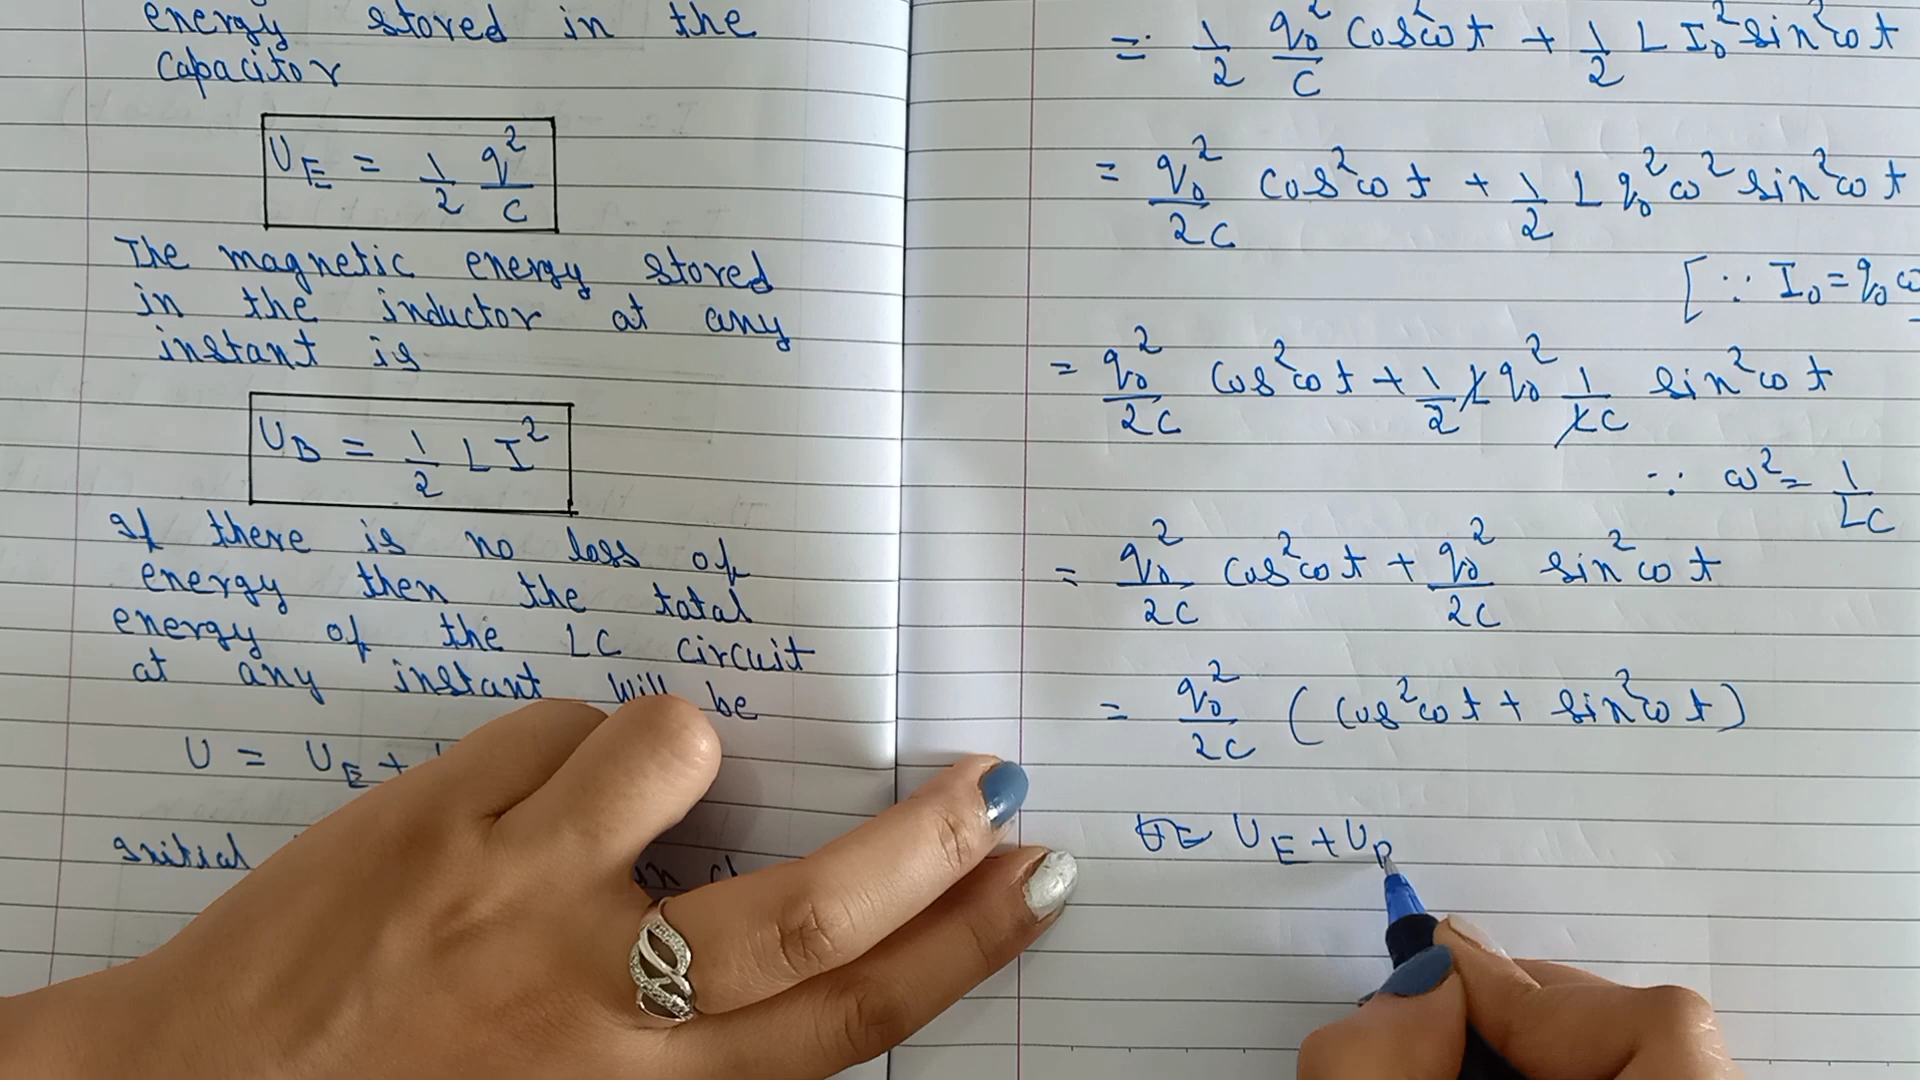 energy stored in the
capacitor
U_E = 1/2 q²/c
The magnetic energy stored
in the inductor at any
instant is
U_B = 1/2 L I²
If there is no loss of
energy then the tatal
energy of the LC circuit
at any instant will be
U = U_E +
Initial
= 1/2 q₀²/c cos²ωt + 1/2 L I₀² sin²ωt
= q₀²/2c cos²ωt + 1/2 L q₀² ω² sin²ωt
[∵ I₀ = q₀ω
= q₀²/2c cos²ωt + 1/2 L q₀² 1/LC sin²ωt
∵ ω² = 1/LC
= q₀²/2c cos²ωt + q₀²/2c sin²ωt
= q₀²/2c (cos²ωt + sin²ωt)
U_E + U